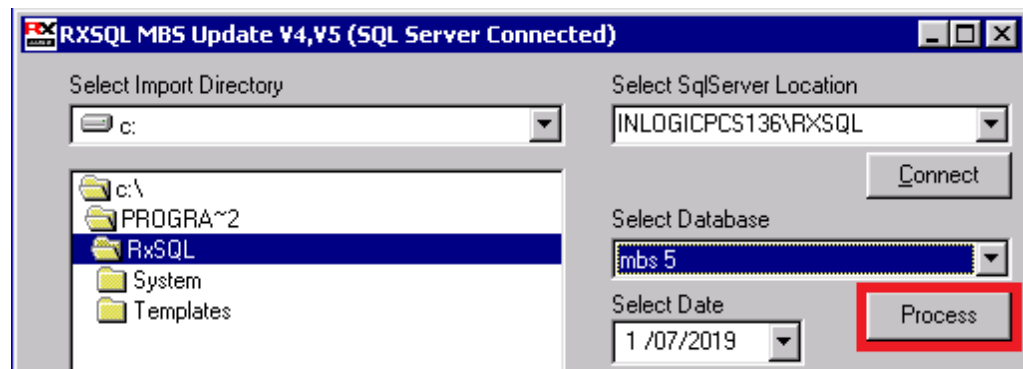 RXSQL MBS Update V4,V5 (SQL Server Connected)
Select Import Directory
c:
c:\
PROGRA~2
RxSQL
System
Templates
Select SqlServer Location
INLOGICPCS136\RXSQL
Connect
Select Database
mbs 5
Select Date
1 /07/2019
Process